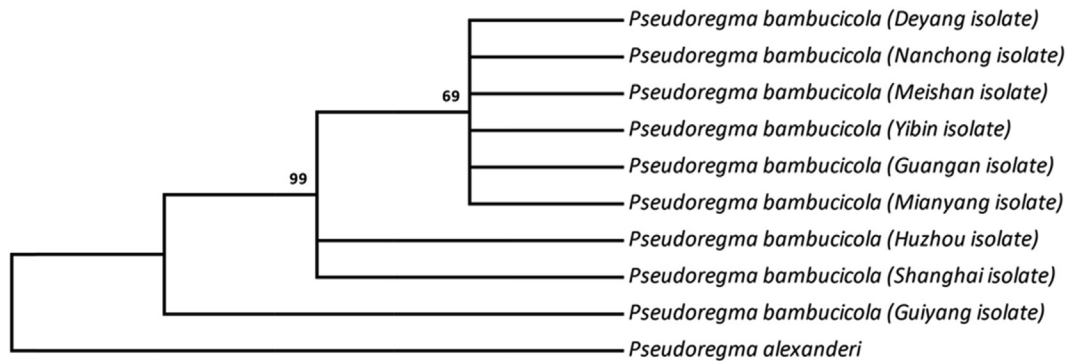 Pseudoregma bambucicola (Deyang isolate)
Pseudoregma bambucicola (Nanchong isolate)
69
Pseudoregma bambucicola (Meishan isolate)
Pseudoregma bambucicola (Yibin isolate)
Pseudoregma bambucicola (Guangan isolate)
99
Pseudoregma bambucicola (Mianyang isolate)
Pseudoregma bambucicola (Huzhou isolate)
Pseudoregma bambucicola (Shanghai isolate)
Pseudoregma bambucicola (Guiyang isolate)
Pseudoregma alexanderi